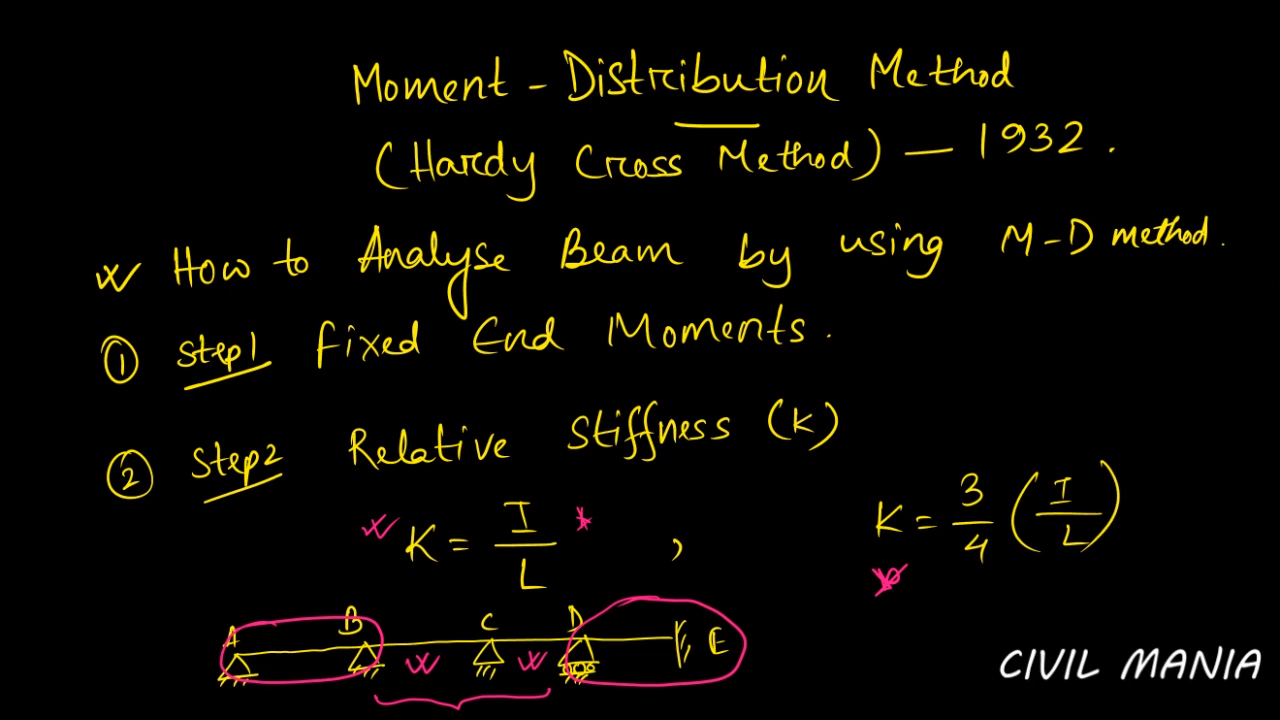 Moment - Distribution Method
(Hardy Cross Method) — 1932.
How to Analyse Beam by using M-D method.
① Step1 Fixed End Moments.
② Step2 Relative Stiffness (K)
K = I/L , K = 3/4 (I/L)
A B C D E
CIVIL MANIA